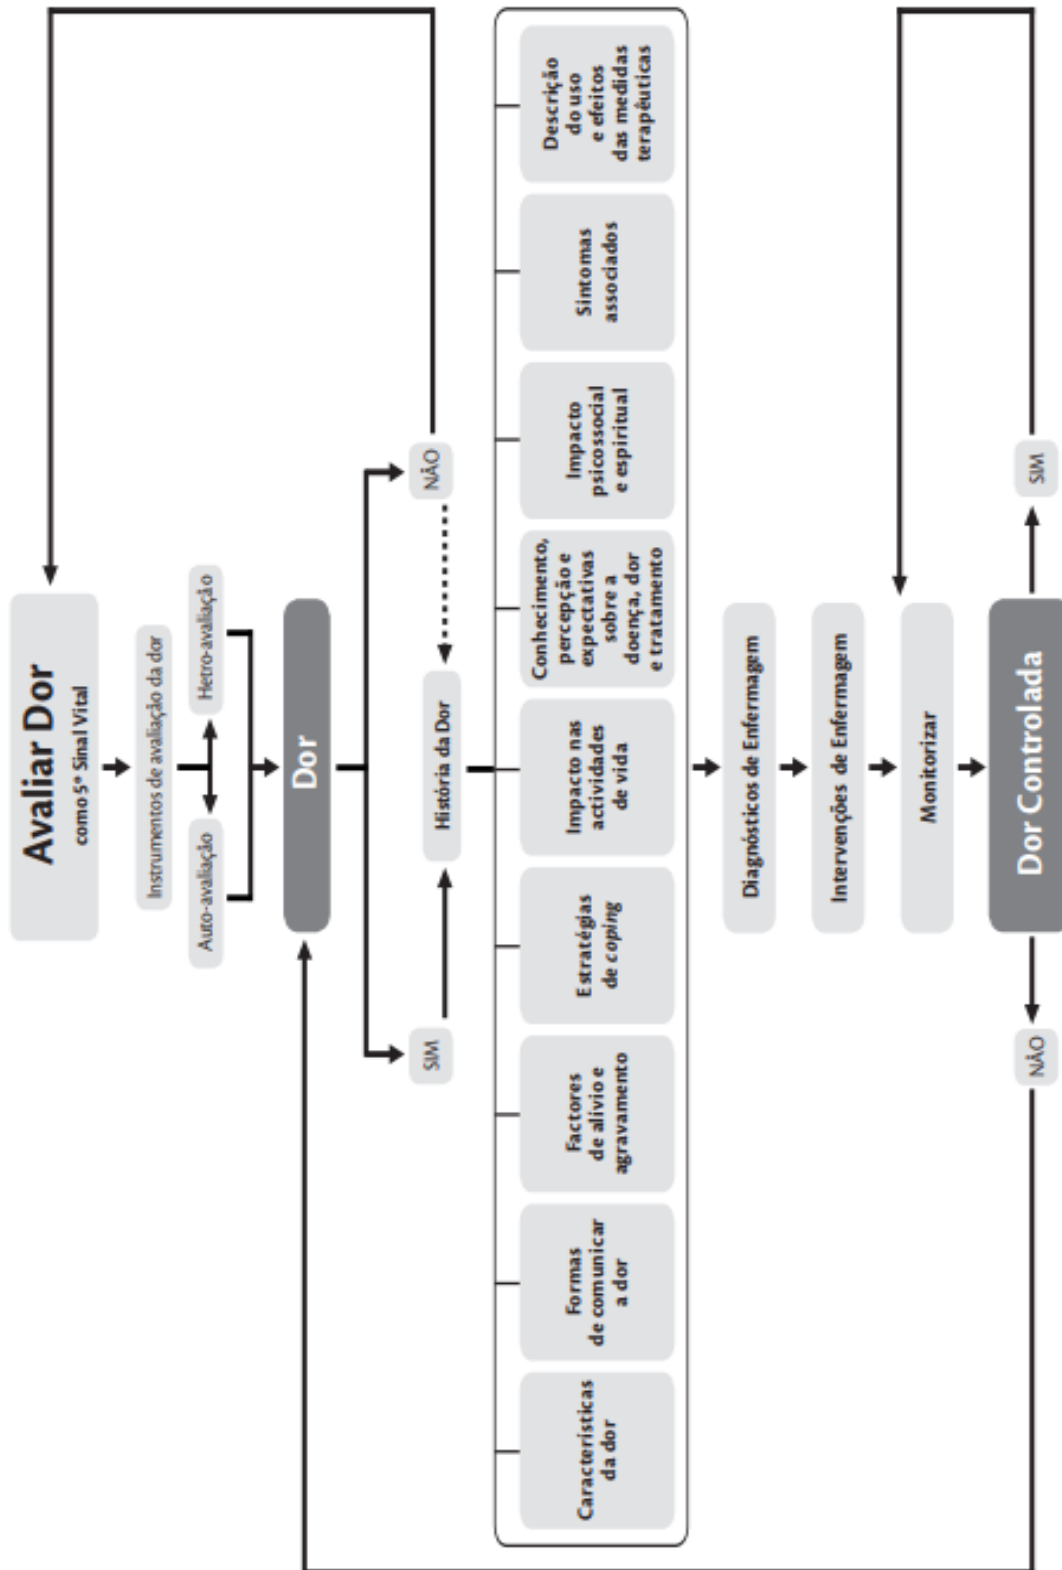 Avaliar Dor
como 5º Sinal Vital
Instrumentos de avaliação da dor
Auto-avaliação
Hetro-avaliação
Dor
SIM
História da Dor
NÃO
Características
da dor
Formas
de comunicar
a dor
Factores
de alívio e
agravamento
Estratégias
de coping
Impacto nas
actividades
de vida
Conhecimento,
percepção e
expectativas
sobre a
doença, dor
e tratamento
Impacto
psicossocial
e espiritual
Sintomas
associados
Descrição
do uso
e efeitos
das medidas
terapêuticas
Diagnósticos de Enfermagem
Intervenções de Enfermagem
Monitorizar
Dor Controlada
NÃO
SIM